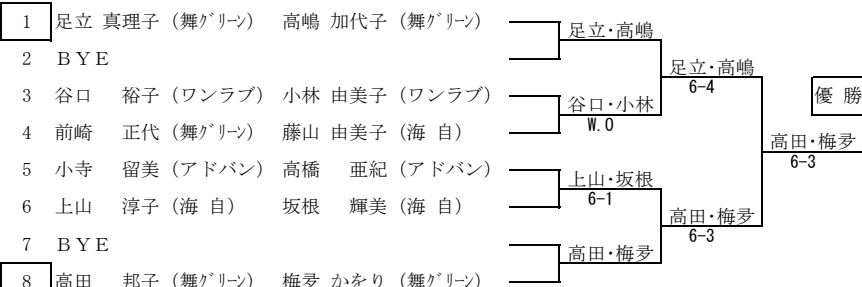 1 足立 真理子 (舞ｸﾞﾘｰﾝ) 高嶋 加代子 (舞ｸﾞﾘｰﾝ)
足立・高嶋
2 ＢＹＥ
足立・高嶋
6-4
3 谷口 裕子 (ワンラブ) 小林 由美子 (ワンラブ)
優 勝
谷口・小林
W.O
4 前崎 正代 (舞ｸﾞﾘｰﾝ) 藤山 由美子 (海 自)
高田・梅津
6-3
5 小寺 留美 (アドバン) 高橋 亜紀 (アドバン)
上山・坂根
6-1
6 上山 淳子 (海 自) 坂根 輝美 (海 自)
高田・梅津
6-3
7 ＢＹＥ
高田・梅津
8 高田 邦子 (舞ｸﾞﾘｰﾝ) 梅津 かをり (舞ｸﾞﾘｰﾝ)